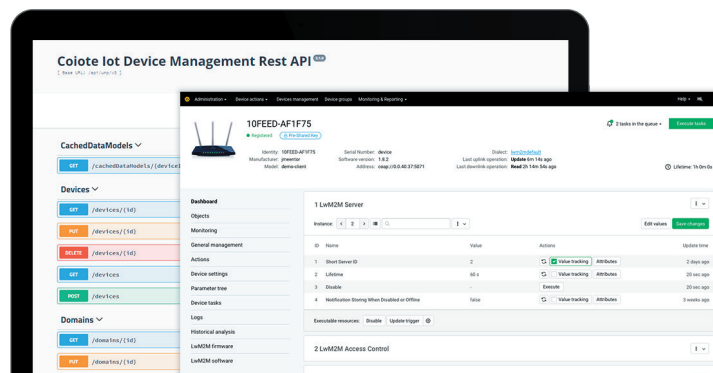 Coiote Iot Device Management Rest API
[ Base URL: /api/coiote/v3 ]
CachedDataModels
GET /cachedDataModels/{deviceI
Devices
GET /devices/{id}
PUT /devices/{id}
DELETE /devices/{id}
GET /devices
POST /devices
Domains
GET /domains/{id}
PUT /domains/{id}
Administration Device actions Devices management Device groups Monitoring & Reporting Help ML
10FEED-AF1F75
Registered Pre-Shared Key
2 tasks in the queue Execute tasks
Identity: 10FEED-AF1F75 Serial Number: device Dialect: lwm2mdefault
Manufacturer: jmeentor Software version: 1.8.2 Last uplink operation: Update 6m 14s ago
Model: demo-client Address: coap://0.0.40.37:5071 Last downlink operation: Read 2h 14m 54s ago
Lifetime: 1h 0m 0s
Dashboard
Objects
Monitoring
General management
Actions
Device settings
Parameter tree
Device tasks
Logs
Historical analysis
LwM2M firmware
LwM2M software
1 LwM2M Server
Instance: 2
Edit values Save changes
ID Name Value Actions Update time
1 Short Server ID 2 Value tracking Attributes 2 days ago
2 Lifetime 60 s Value tracking Attributes 20 sec ago
3 Disable - Execute 20 sec ago
4 Notification Storing When Disabled or Offline false Value tracking Attributes 3 weeks ago
Executable resources: Disable Update trigger
2 LwM2M Access Control